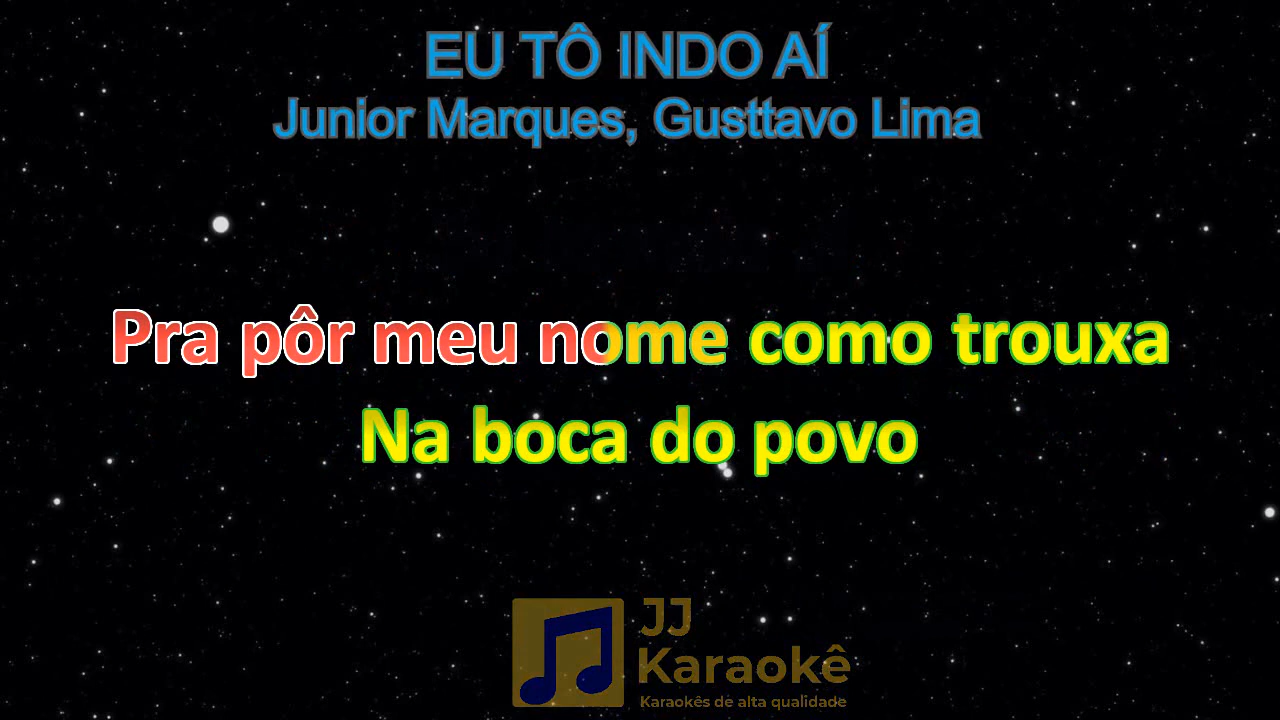 EU TÔ INDO AÍ
Junior Marques, Gusttavo Lima
Pra pôr meu nome como trouxa
Na boca do povo
JJ
Karaokê
Karaokês de alta qualidade